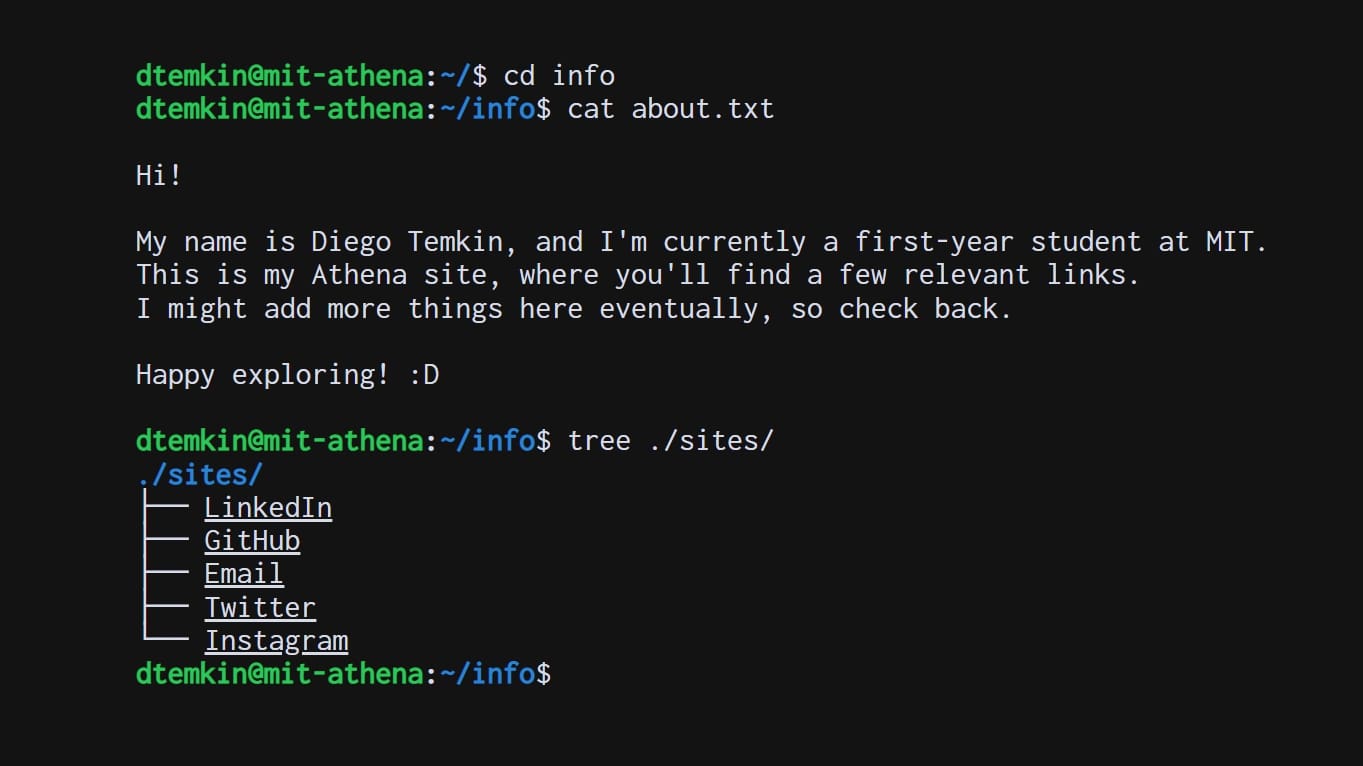 dtemkin@mit-athena:~/$ cd info
dtemkin@mit-athena:~/info$ cat about.txt
Hi!
My name is Diego Temkin, and I'm currently a first-year student at MIT.
This is my Athena site, where you'll find a few relevant links.
I might add more things here eventually, so check back.
Happy exploring! :D
dtemkin@mit-athena:~/info$ tree ./sites/
./sites/
├── LinkedIn
├── GitHub
├── Email
├── Twitter
└── Instagram
dtemkin@mit-athena:~/info$